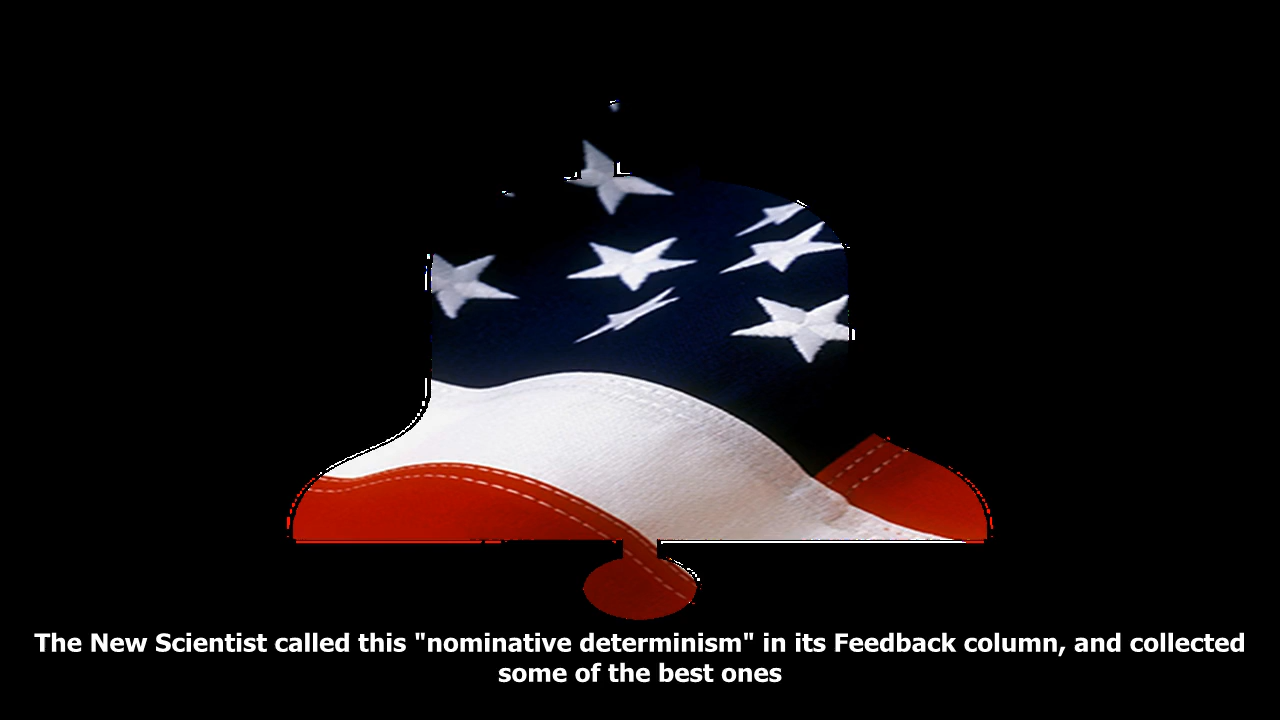 The New Scientist called this "nominative determinism" in its Feedback column, and collected
some of the best ones